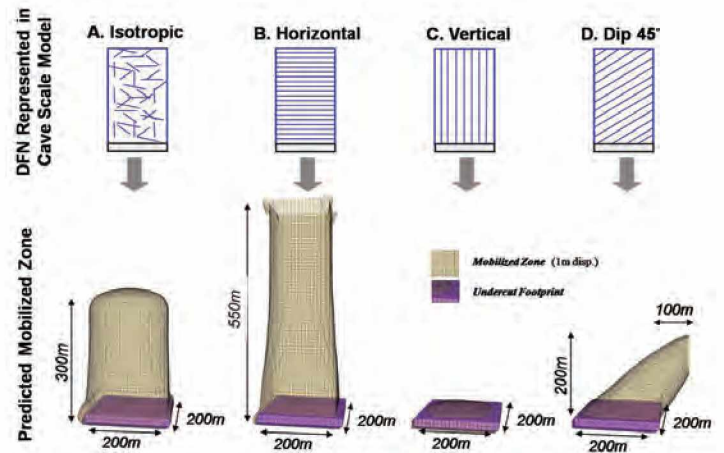 DFN Represented in
Cave Scale Model
A. Isotropic
B. Horizontal
C. Vertical
D. Dip 45°
Predicted Mobilized Zone
300m
200m
200m
550m
200m
200m
Mobilized Zone (1m disp.)
Undercut Footprint
200m
200m
100m
200m
200m
200m